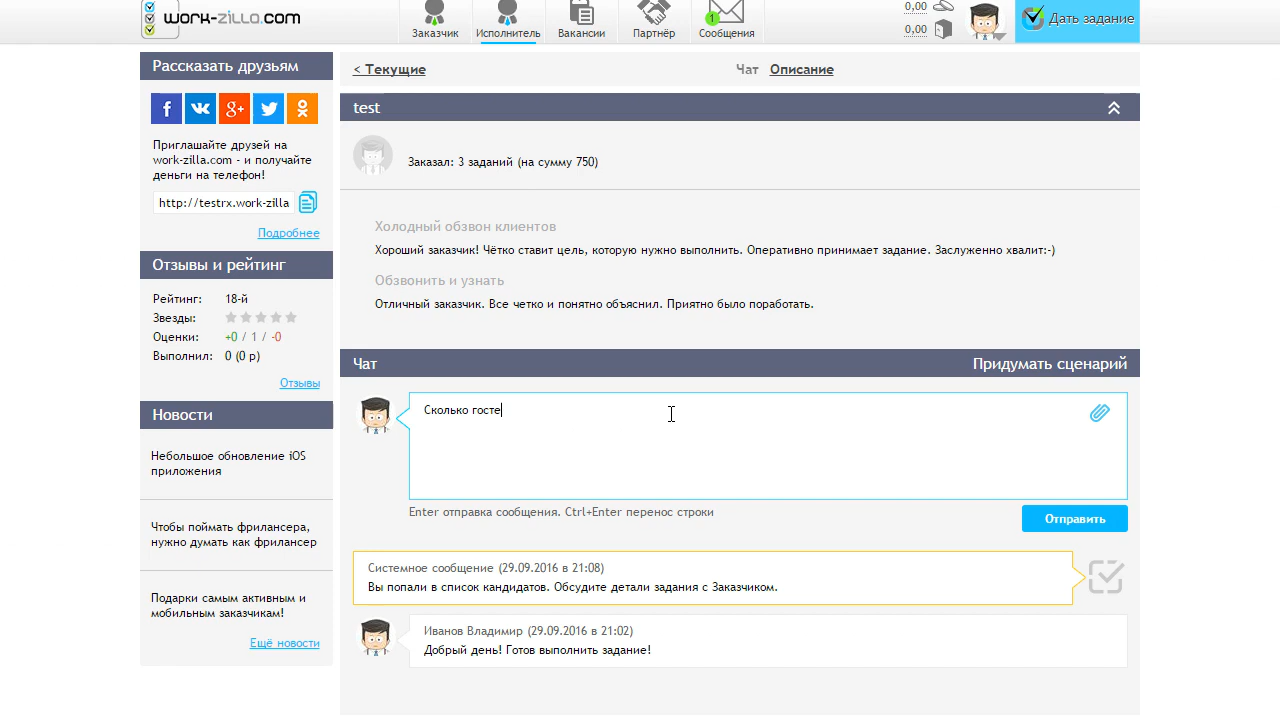 work-zilla.com
Заказчик
Исполнитель
Вакансии
Партнёр
1
Сообщения
0,00
0,00
Дать задание
Рассказать друзьям
Приглашайте друзей на
work-zilla.com - и получайте
деньги на телефон!
http://testrx.work-zilla
Подробнее
Отзывы и рейтинг
Рейтинг: 18-й
Звезды:
Оценки: +0 / 1 / -0
Выполнил: 0 (0 р)
Отзывы
Новости
Небольшое обновление iOS
приложения
Чтобы поймать фрилансера,
нужно думать как фрилансер
Подарки самым активным и
мобильным заказчикам!
Ещё новости
< Текущие
Чат Описание
test
Заказал: 3 заданий (на сумму 750)
Холодный обзвон клиентов
Хороший заказчик! Чётко ставит цель, которую нужно выполнить. Оперативно принимает задание. Заслуженно хвалит:-)
Обзвонить и узнать
Отличный заказчик. Все четко и понятно объяснил. Приятно было поработать.
Чат
Придумать сценарий
Сколько госте
Enter отправка сообщения. Ctrl+Enter перенос строки
Отправить
Системное сообщение (29.09.2016 в 21:08)
Вы попали в список кандидатов. Обсудите детали задания с Заказчиком.
Иванов Владимир (29.09.2016 в 21:02)
Добрый день! Готов выполнить задание!